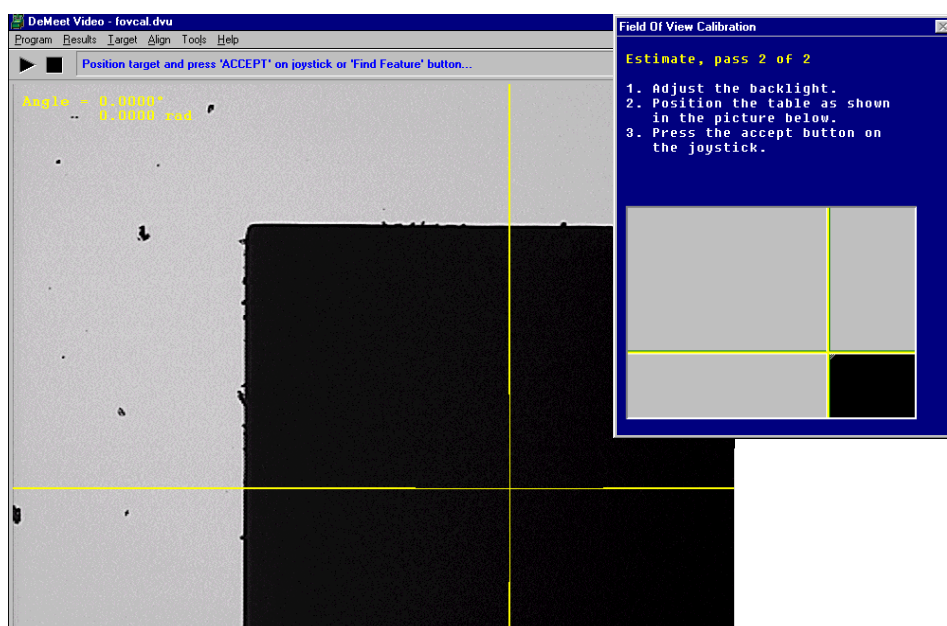 DeMeet Video - fovcal.dvu
Program Results Target Align Tools Help
Position target and press 'ACCEPT' on joystick or 'Find Feature' button...
Angle = 0.0000°
0.0000 rad
Field Of View Calibration
Estimate, pass 2 of 2
1. Adjust the backlight.
2. Position the table as shown
in the picture below.
3. Press the accept button on
the joystick.